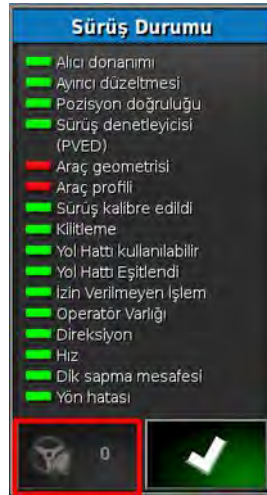 Sürüş Durumu
Alıcı donanımı
Ayırıcı düzeltmesi
Pozisyon doğruluğu
Sürüş denetleyicisi
(PVED)
Araç geometrisi
Araç profili
Sürüş kalibre edildi
Kilitleme
Yol Hattı kullanılabilir
Yol Hattı Eşitlendi
İzin Verilmeyen İşlem
Operatör Varlığı
Direksiyon
Hız
Dik sapma mesafesi
Yön hatası
0